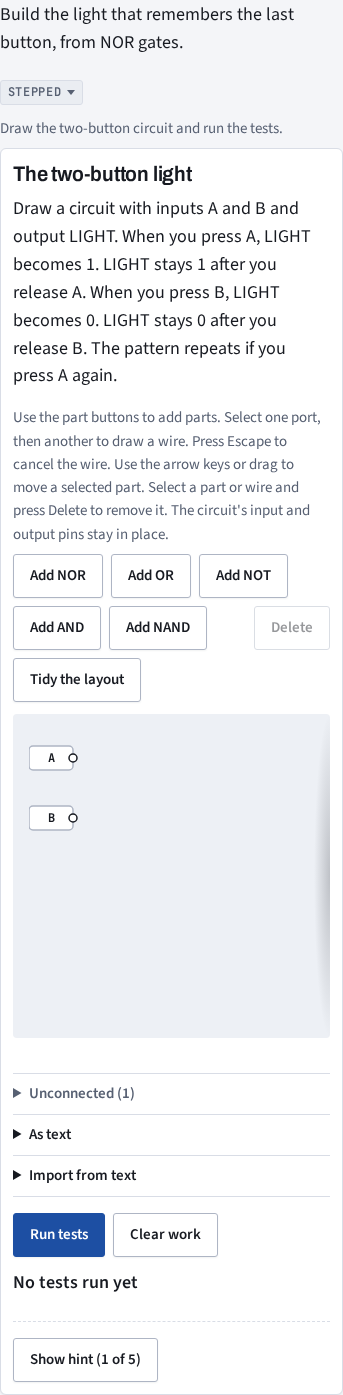 Build the light that remembers the last
button, from NOR gates.
STEPPED
Draw the two-button circuit and run the tests.
The two-button light
Draw a circuit with inputs A and B and
output LIGHT. When you press A, LIGHT
becomes 1. LIGHT stays 1 after you
release A. When you press B, LIGHT
becomes 0. LIGHT stays 0 after you
release B. The pattern repeats if you
press A again.
Use the part buttons to add parts. Select one port,
then another to draw a wire. Press Escape to
cancel the wire. Use the arrow keys or drag to
move a selected part. Select a part or wire and
press Delete to remove it. The circuit's input and
output pins stay in place.
Add NOR Add OR Add NOT
Add AND Add NAND Delete
Tidy the layout
A
B
Unconnected (1)
As text
Import from text
Run tests Clear work
No tests run yet
Show hint (1 of 5)